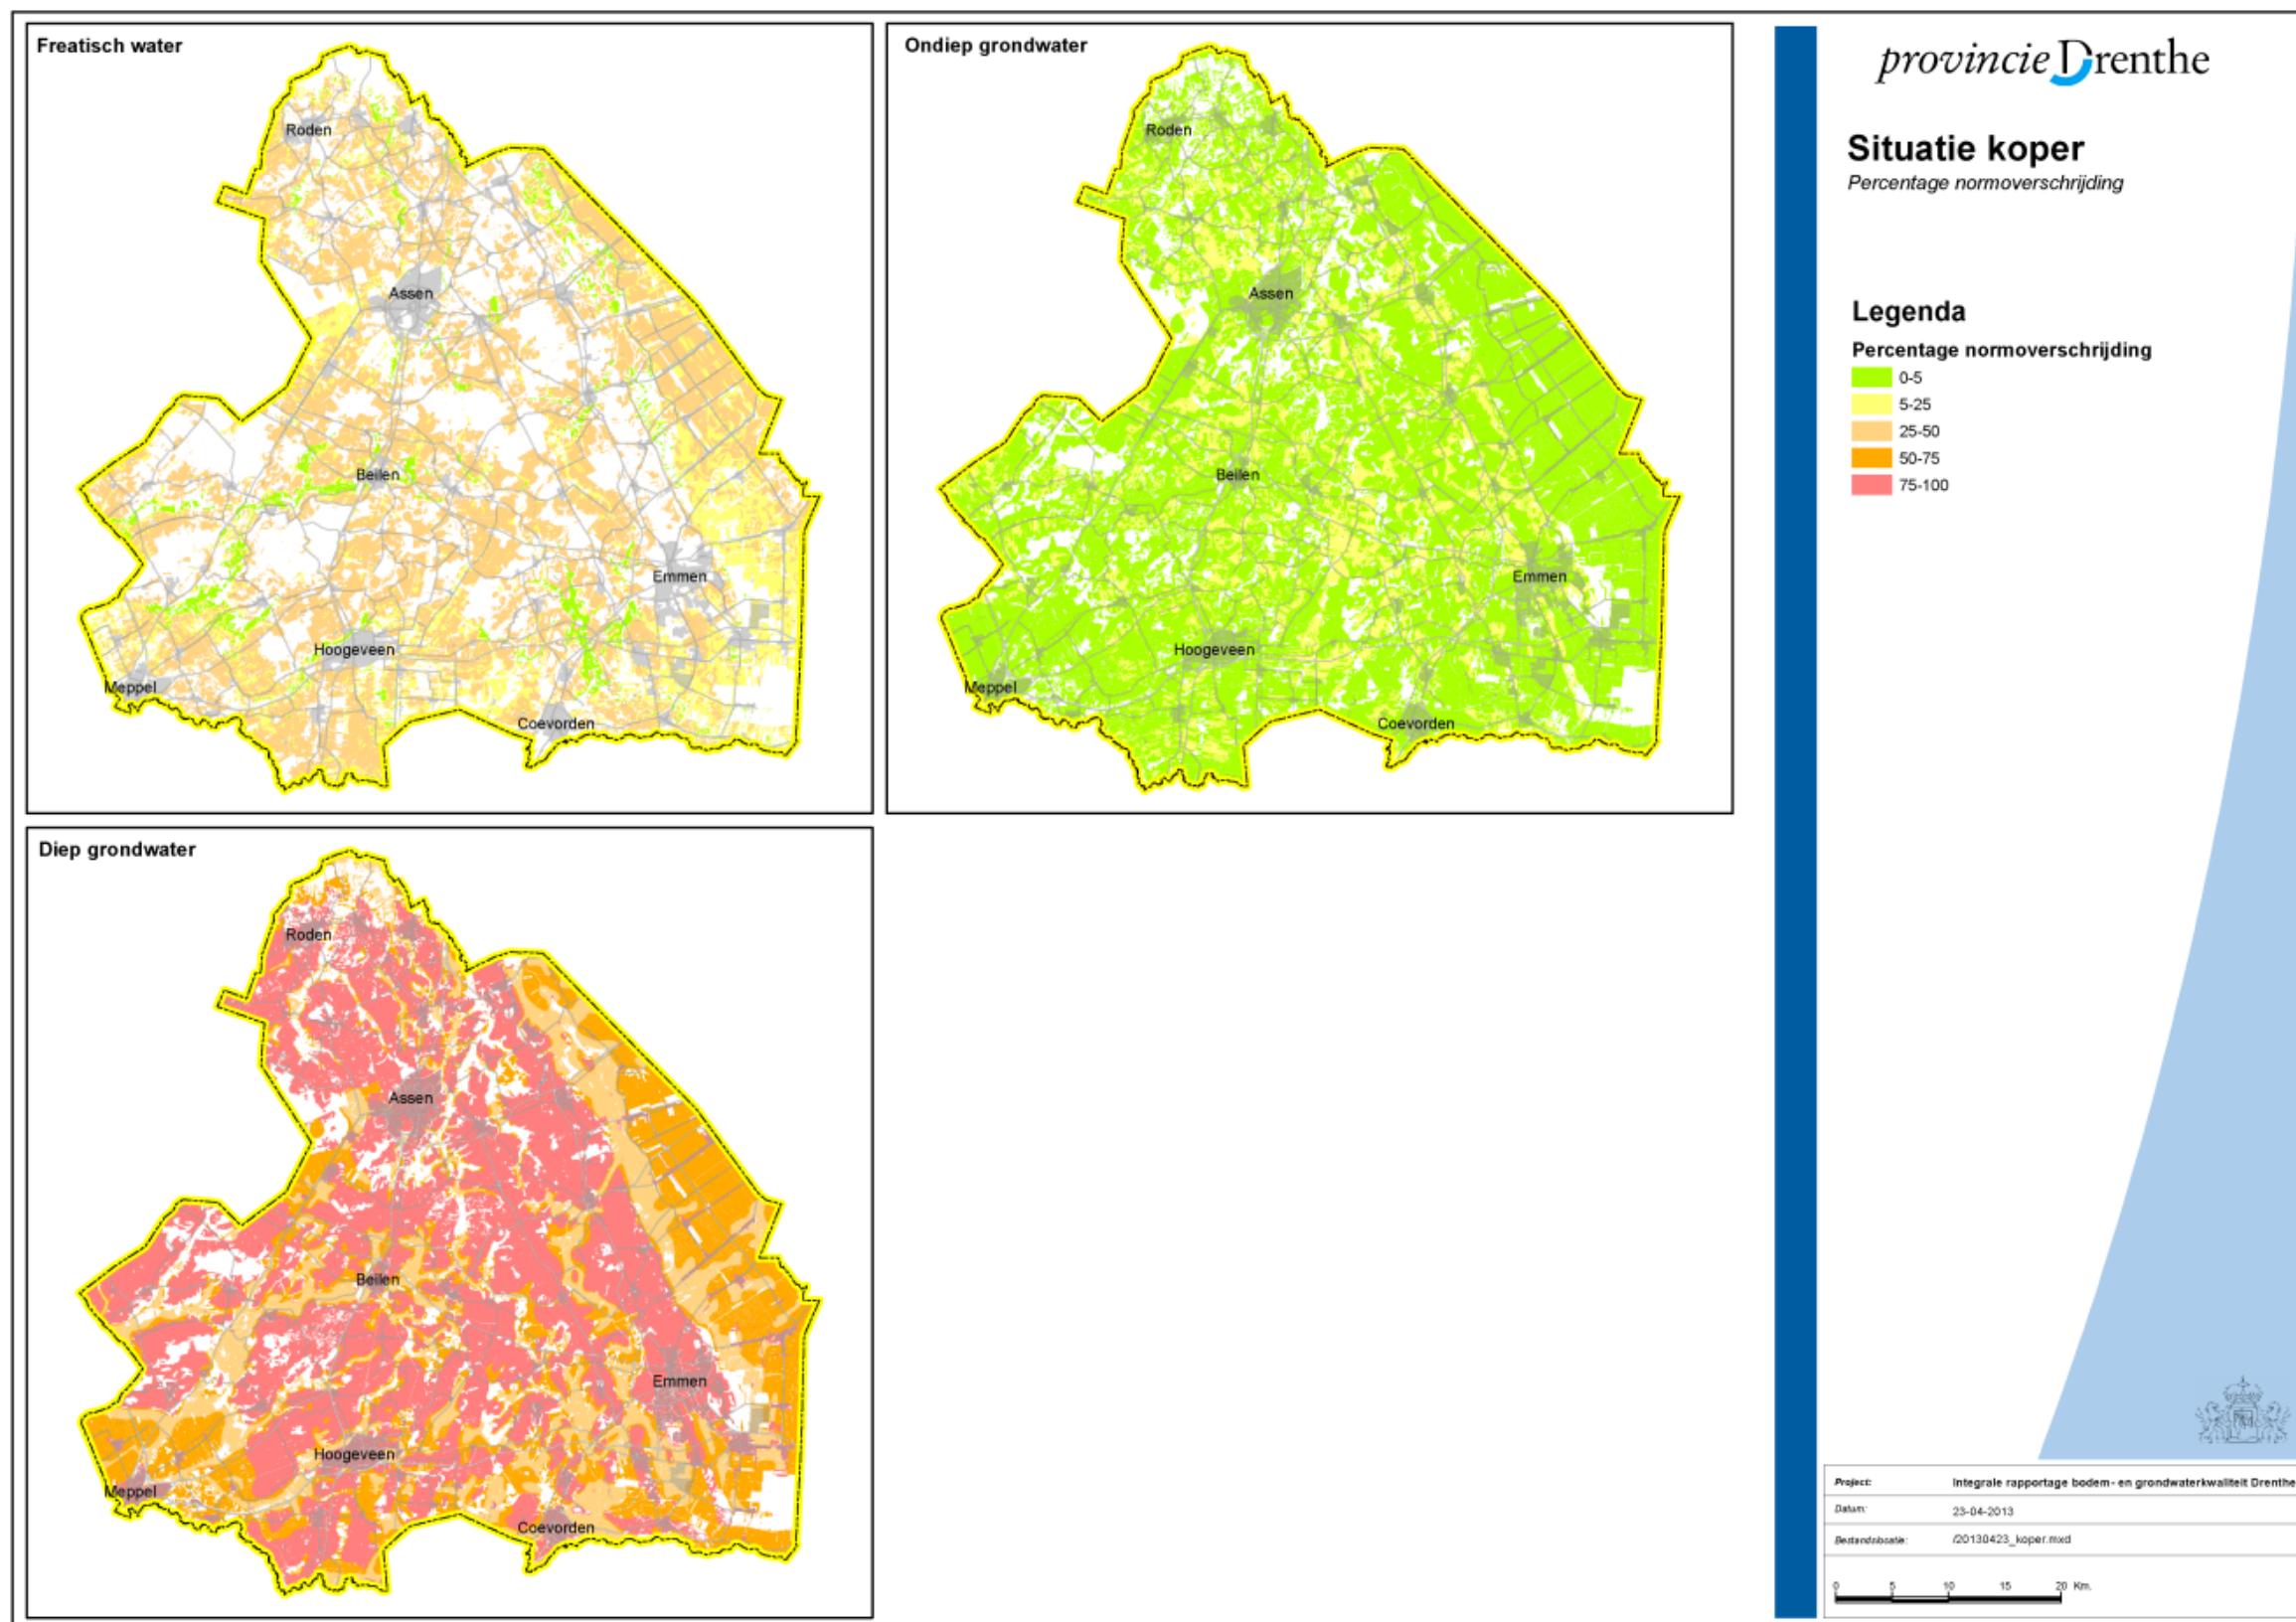 Freatisch water
Roden
Assen
Beilen
Emmen
Hoogeveen
Meppel
Coevorden
Ondiep grondwater
Roden
Assen
Beilen
Emmen
Hoogeveen
Meppel
Coevorden
Diep grondwater
Roden
Assen
Beilen
Emmen
Hoogeveen
Meppel
Coevorden
provincie Drenthe
Situatie koper
Percentage normoverschrijding
Legenda
Percentage normoverschrijding
0-5
5-25
25-50
50-75
75-100
Project: Integrale rapportage bodem- en grondwaterkwaliteit Drenthe
Datum: 23-04-2013
Bestandslocatie: /20130423_koper.mxd
0 5 10 15 20 Km.